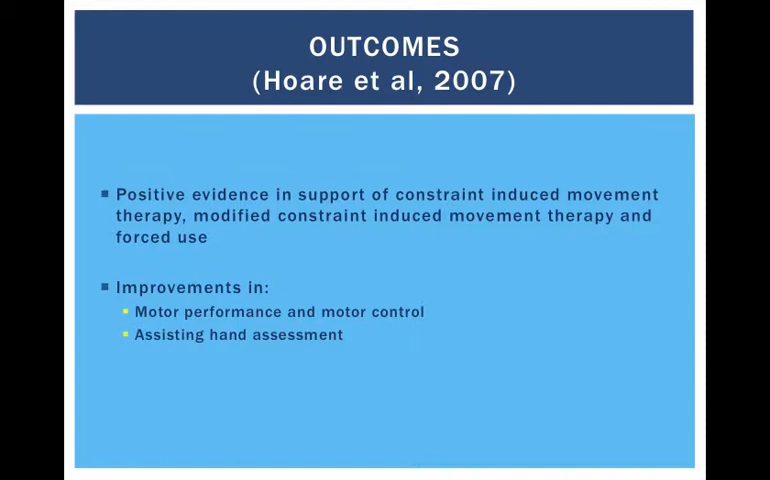 OUTCOMES
(Hoare et al, 2007)
Positive evidence in support of constraint induced movement
therapy, modified constraint induced movement therapy and
forced use
Improvements in:
Motor performance and motor control
Assisting hand assessment